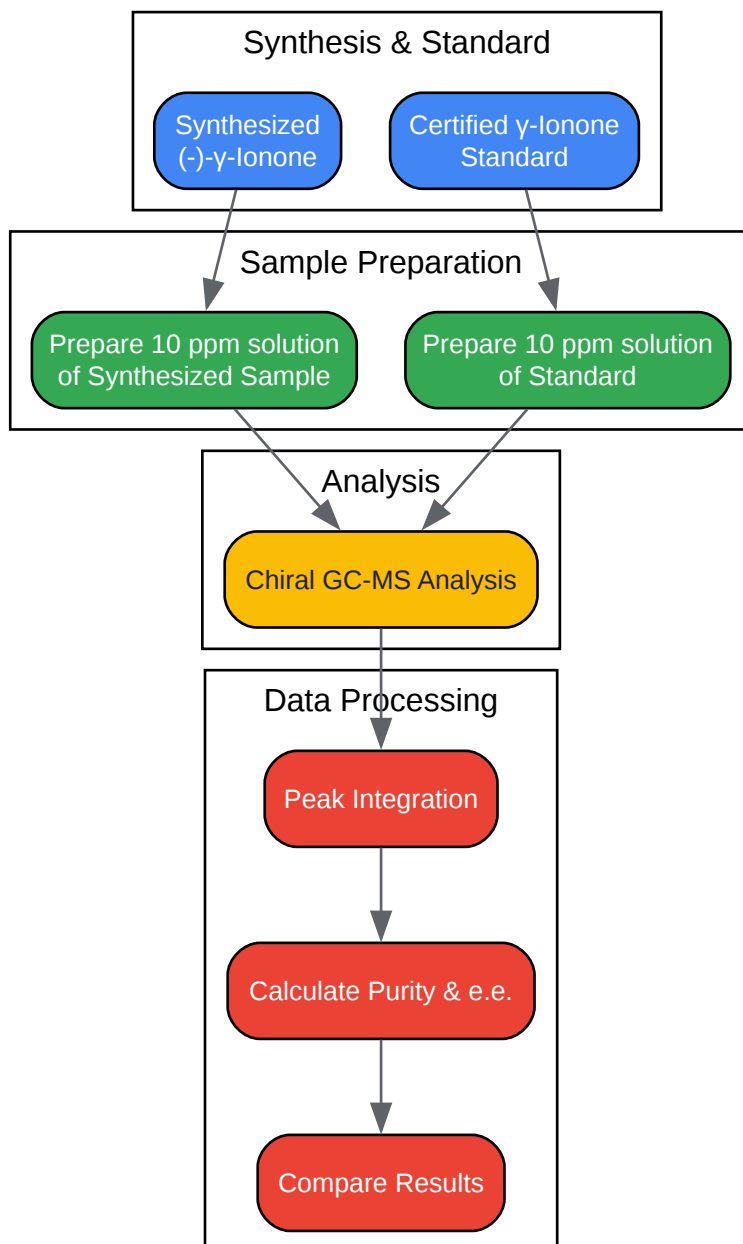 Synthesis & Standard
Synthesized
(-)-γ-Ionone
Certified γ-Ionone
Standard
Sample Preparation
Prepare 10 ppm solution
of Synthesized Sample
Prepare 10 ppm solution
of Standard
Analysis
Chiral GC-MS Analysis
Data Processing
Peak Integration
Calculate Purity & e.e.
Compare Results